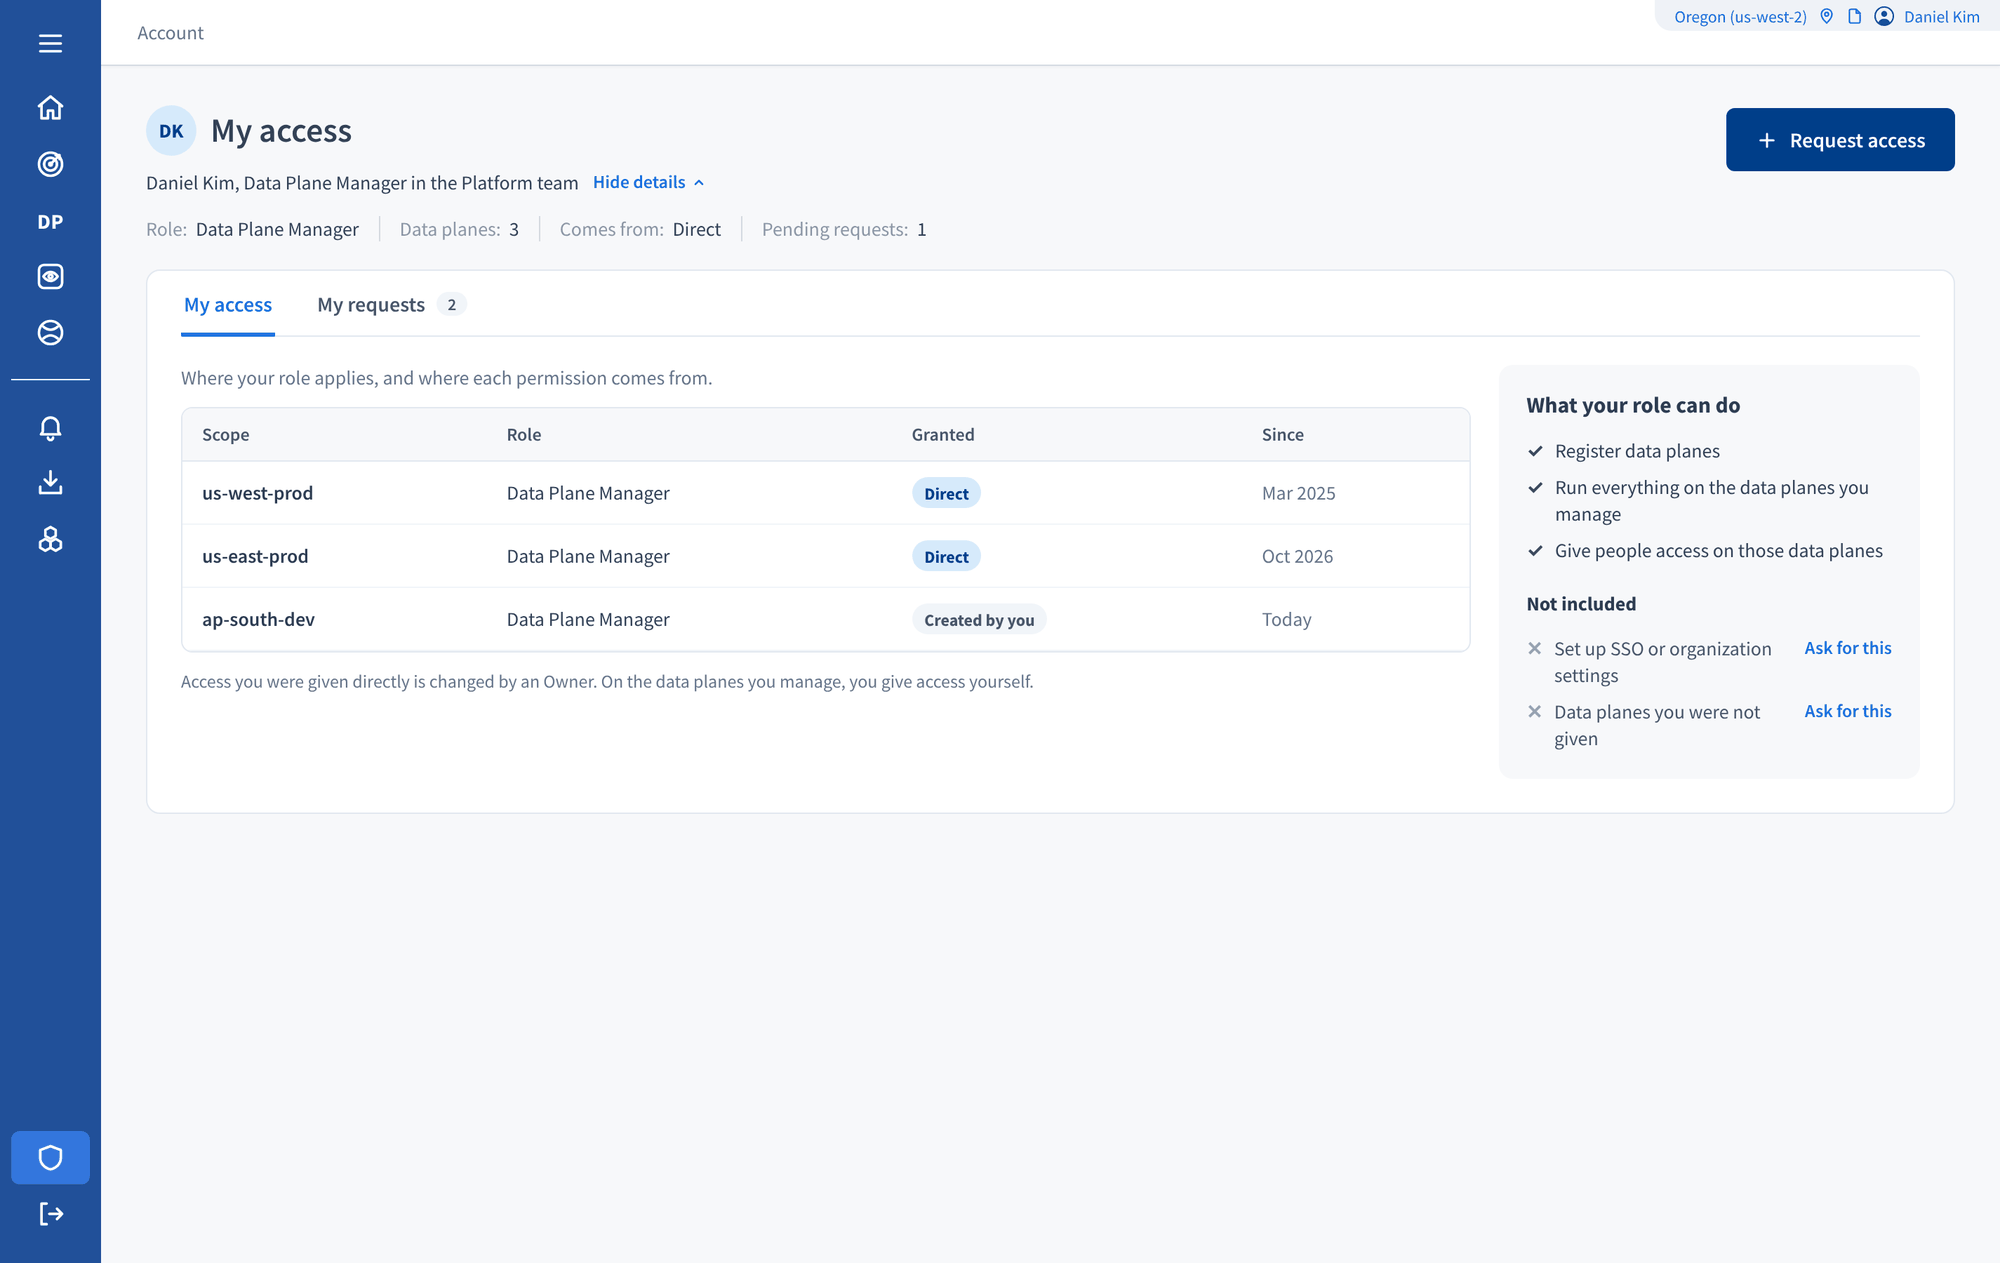 Account
Oregon (us-west-2) Daniel Kim
DK My access
+ Request access
Daniel Kim, Data Plane Manager in the Platform team Hide details
Role: Data Plane Manager Data planes: 3 Comes from: Direct Pending requests: 1
DP
My access My requests 2
Where your role applies, and where each permission comes from.
Scope Role Granted Since
us-west-prod Data Plane Manager Direct Mar 2025
us-east-prod Data Plane Manager Direct Oct 2026
ap-south-dev Data Plane Manager Created by you Today
Access you were given directly is changed by an Owner. On the data planes you manage, you give access yourself.
What your role can do
Register data planes
Run everything on the data planes you
manage
Give people access on those data planes
Not included
Set up SSO or organization Ask for this
settings
Data planes you were not Ask for this
given